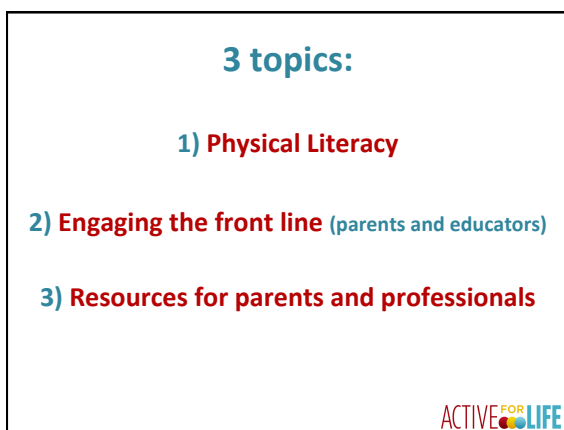 3 topics:
1) Physical Literacy
2) Engaging the front line (parents and educators)
3) Resources for parents and professionals
ACTIVE FOR LIFE